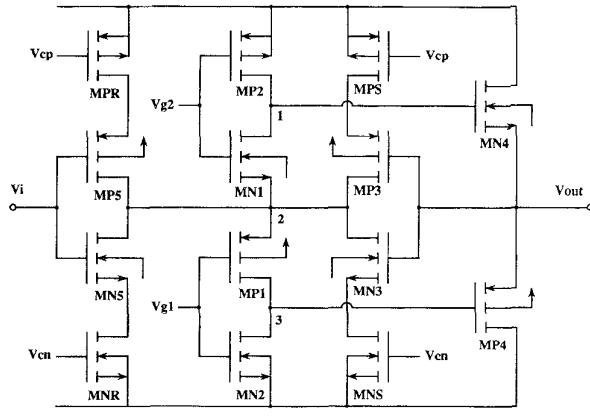 Vcp
MPR
MP2
MPS
Vcp
Vg2
1
MN4
Vi
MP5
MN1
MP3
Vout
2
MN5
MP1
MN3
Vg1
3
MP4
Vcn
MNR
MN2
MNS
Vcn